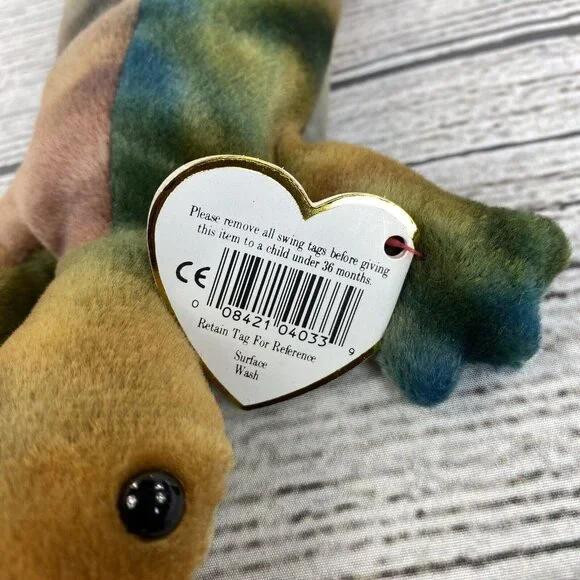 Please remove all swing tags before giving
this item to a child under 36 months.
CE
0 08421 04033 9
Retain Tag For Reference
Surface
Wash